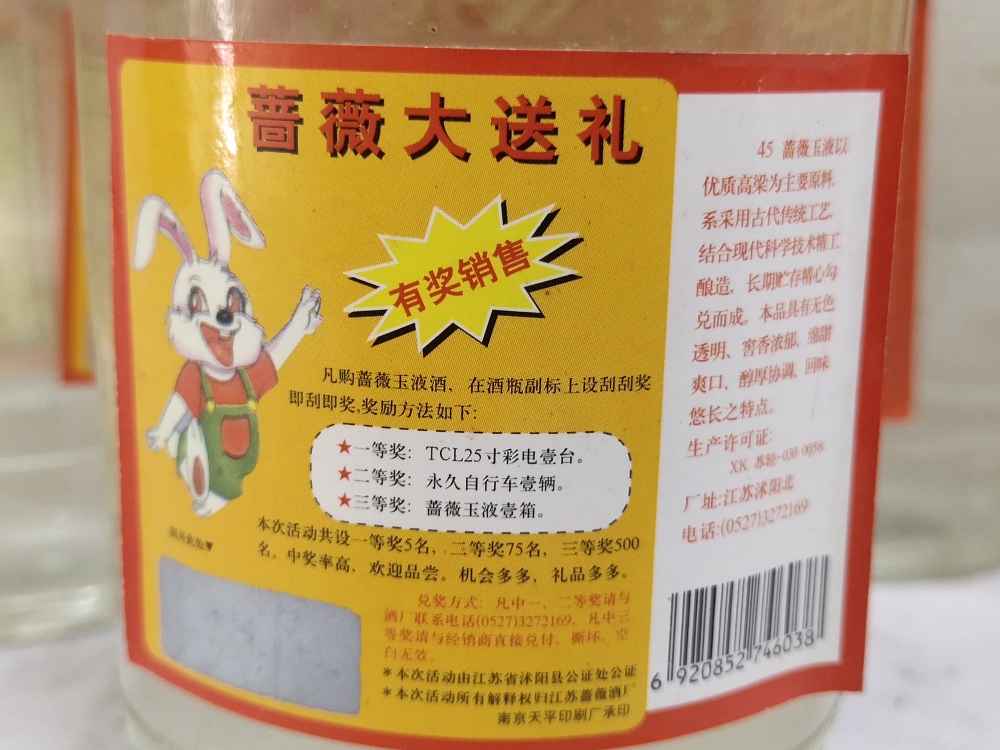 蔷薇大送礼
有奖销售
凡购蔷薇玉液酒、在酒瓶副标上设刮刮奖
即刮即奖,奖励方法如下:
★一等奖: TCL25寸彩电壹台。
★二等奖: 永久自行车壹辆。
★三等奖: 蔷薇玉液壹箱。
本次活动共设一等奖5名, 二等奖75名, 三等奖500
名, 中奖率高, 欢迎品尝。机会多多, 礼品多多。
兑奖方式: 凡中一、二等奖请与
酒厂联系电话(0527)3272169, 凡中三
等奖请与经销商直接兑付。撕坏、空
白无效。
*本次活动由江苏省沭阳县公证处公证
*本次活动所有解释权归江苏蔷薇酒厂
南京天平印刷厂承印
45 蔷薇玉液以
优质高粱为主要原料,
系采用古代传统工艺,
结合现代科学技术精工
酿造、长期贮存精心勾
兑而成。本品具有无色
透明、窖香浓郁、绵甜
爽口、醇厚协调、回味
悠长之特点。
生产许可证:
XK 苏轻-030 0058
厂址:江苏沭阳北
电话:(0527)3272169
6 920852 746038